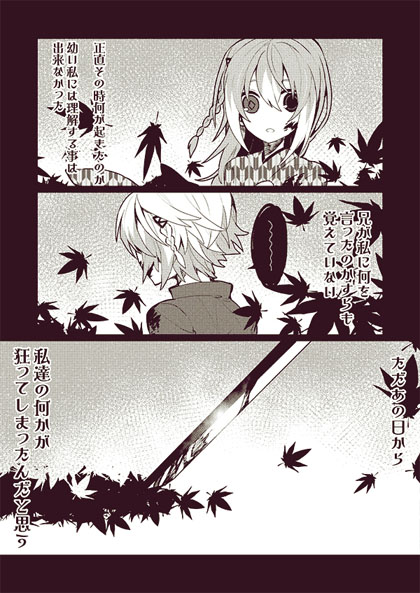 正直その時何が起きたのか
幼い私には理解する事は
出来なかった
兄が私に何を
言ったのかすらも
覚えていない
ただあの日から
私達の何かが
狂ってしまったんだと思う